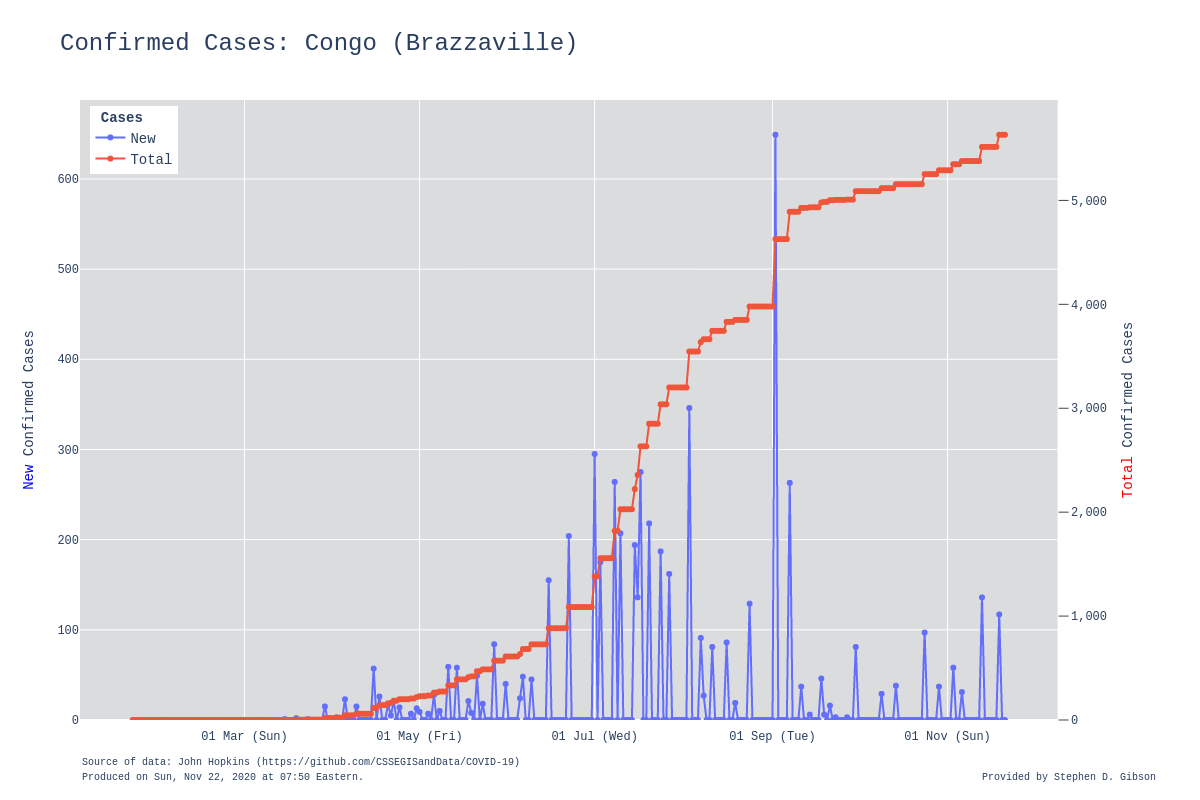 Confirmed Cases: Congo (Brazzaville)
Cases
New
Total
600
500
400
300
200
100
0
5,000
4,000
3,000
2,000
1,000
0
New Confirmed Cases
Total Confirmed Cases
01 Mar (Sun)
01 May (Fri)
01 Jul (Wed)
01 Sep (Tue)
01 Nov (Sun)
Source of data: John Hopkins (https://github.com/CSSEGISandData/COVID-19)
Produced on Sun, Nov 22, 2020 at 07:50 Eastern.
Provided by Stephen D. Gibson